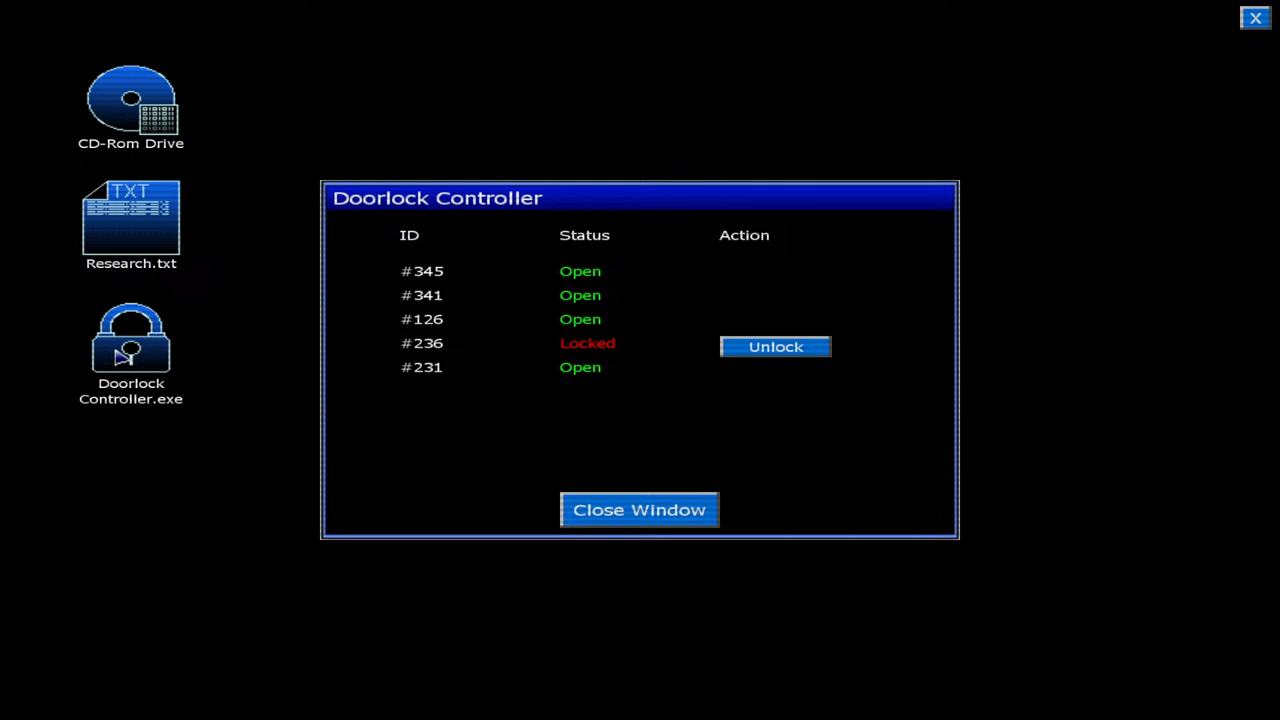 X
CD-Rom Drive
TXT
Research.txt
Doorlock
Controller.exe
Doorlock Controller
ID Status Action
#345 Open
#341 Open
#126 Open
#236 Locked Unlock
#231 Open
Close Window